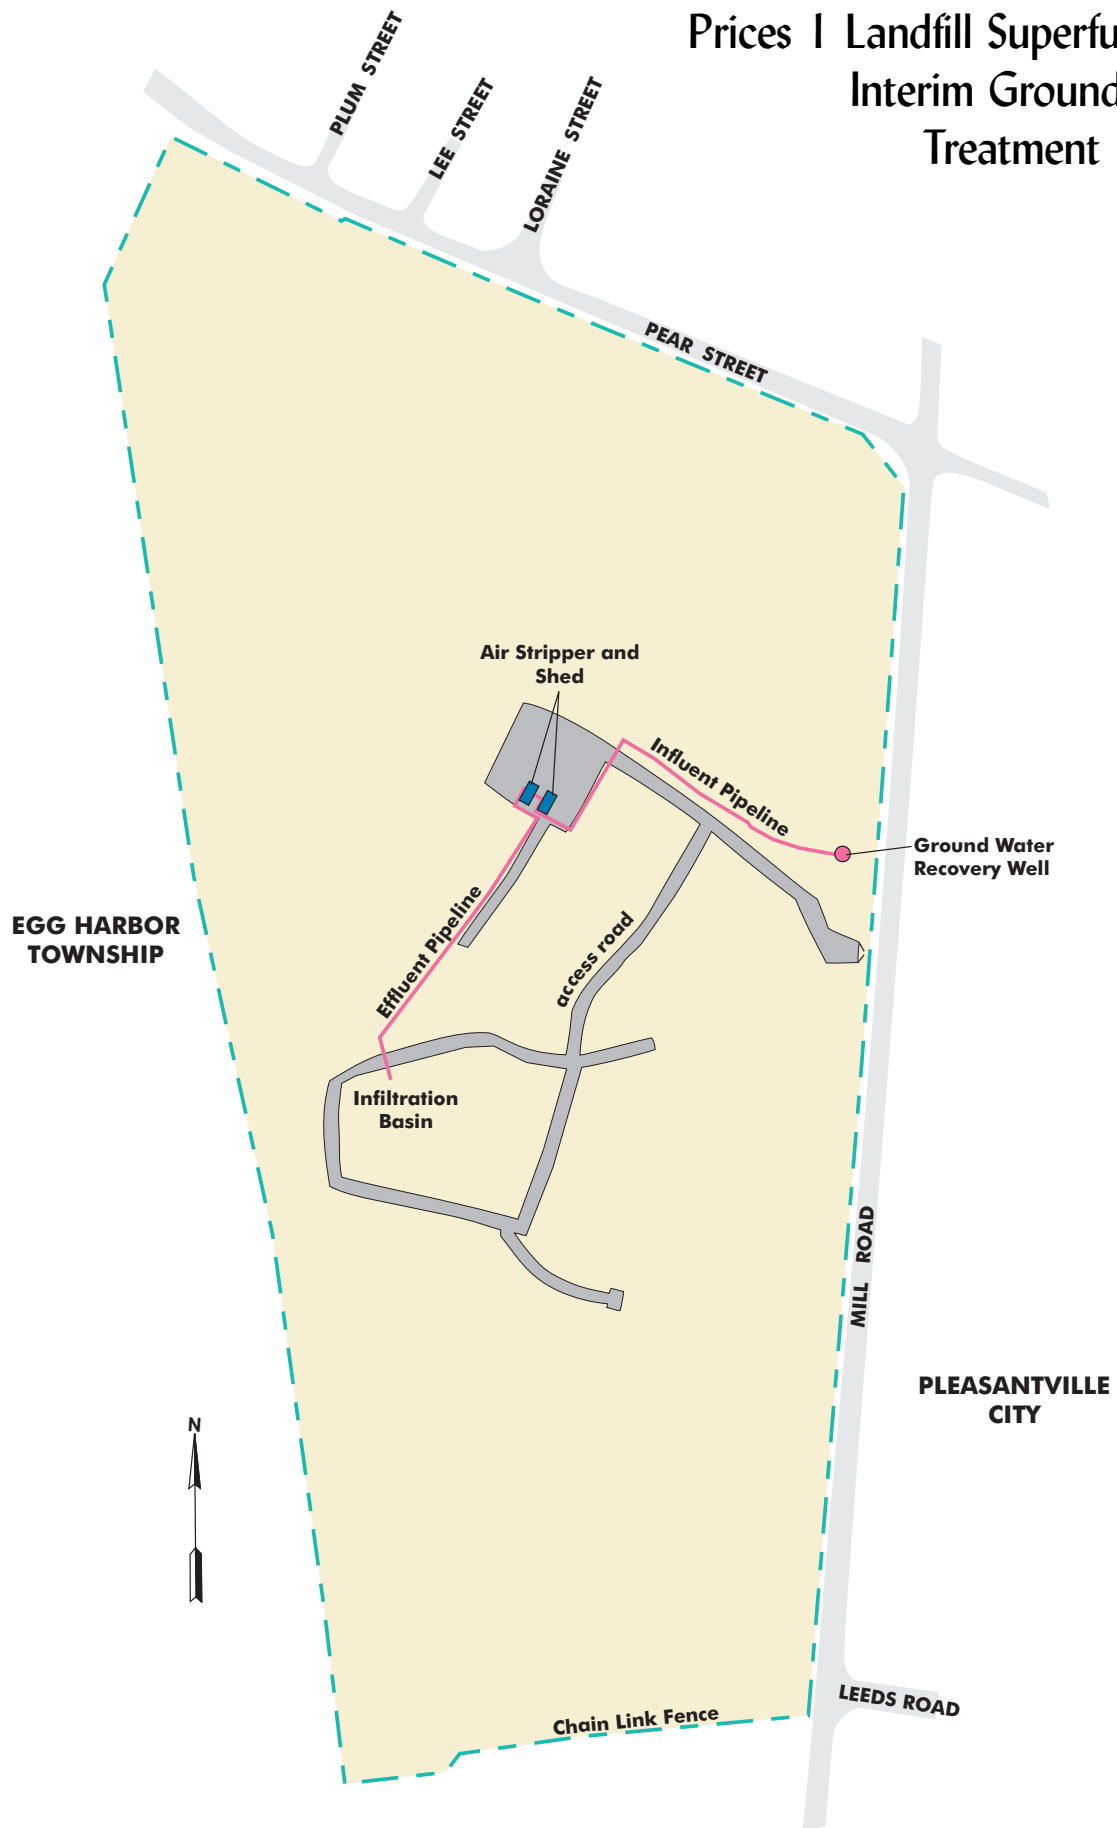 Prices 1 Landfill Superfu
Interim Ground
Treatment
PLUM STREET
LEE STREET
LORAINE STREET
PEAR STREET
Air Stripper and
Shed
Influent Pipeline
Ground Water
Recovery Well
EGG HARBOR
TOWNSHIP
Effluent Pipeline
access road
Infiltration
Basin
MILL ROAD
PLEASANTVILLE
CITY
N
LEEDS ROAD
Chain Link Fence